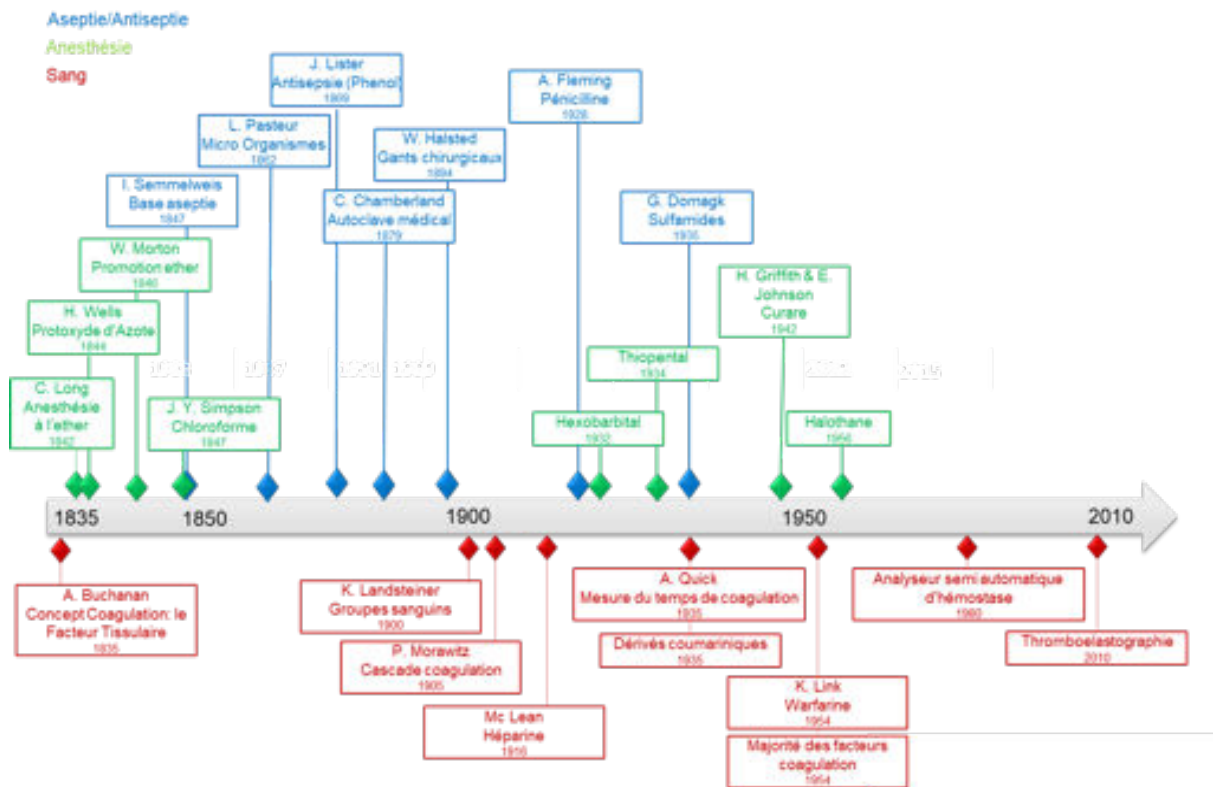 Aseptie/Antiseptie
Anesthésie
Sang
J. Lister
Antisepsie (Phenol)
1869
A. Fleming
Pénicilline
1928
L. Pasteur
Micro Organismes
1862
W. Halsted
Gants chirurgicaux
1894
I. Semmelweis
Base aseptie
1847
C. Chamberland
Autoclave médical
1879
G. Domagk
Sulfamides
1935
W. Morton
Promotion ether
1846
H. Griffith & E.
Johnson
Curare
1942
H. Wells
Protoxyde d'Azote
1844
Thiopental
1934
C. Long
Anesthésie
à l'ether
1842
J. Y. Simpson
Chloroforme
1847
Hexobarbital
1932
Halothane
1956
1835
1850
1900
1950
2010
A. Buchanan
Concept Coagulation: le
Facteur Tissulaire
1835
K. Landsteiner
Groupes sanguins
1900
A. Quick
Mesure du temps de coagulation
1935
Analyseur semi automatique
d'hémostase
1980
P. Morawitz
Cascade coagulation
1905
Dérivés coumariniques
1935
Thromboelastographie
2010
Mc Lean
Héparine
1916
K. Link
Warfarine
1954
Majorité des facteurs
coagulation
1954